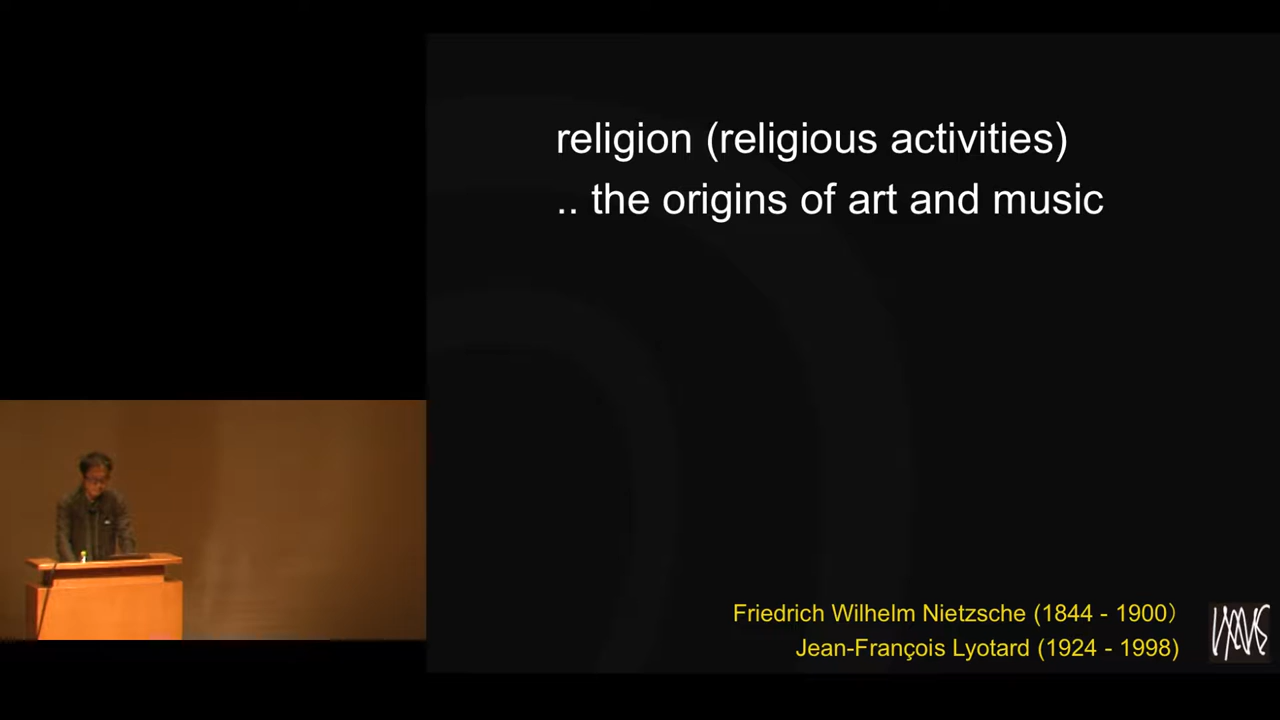 religion (religious activities)
.. the origins of art and music
Friedrich Wilhelm Nietzsche (1844 - 1900）
Jean-François Lyotard (1924 - 1998)